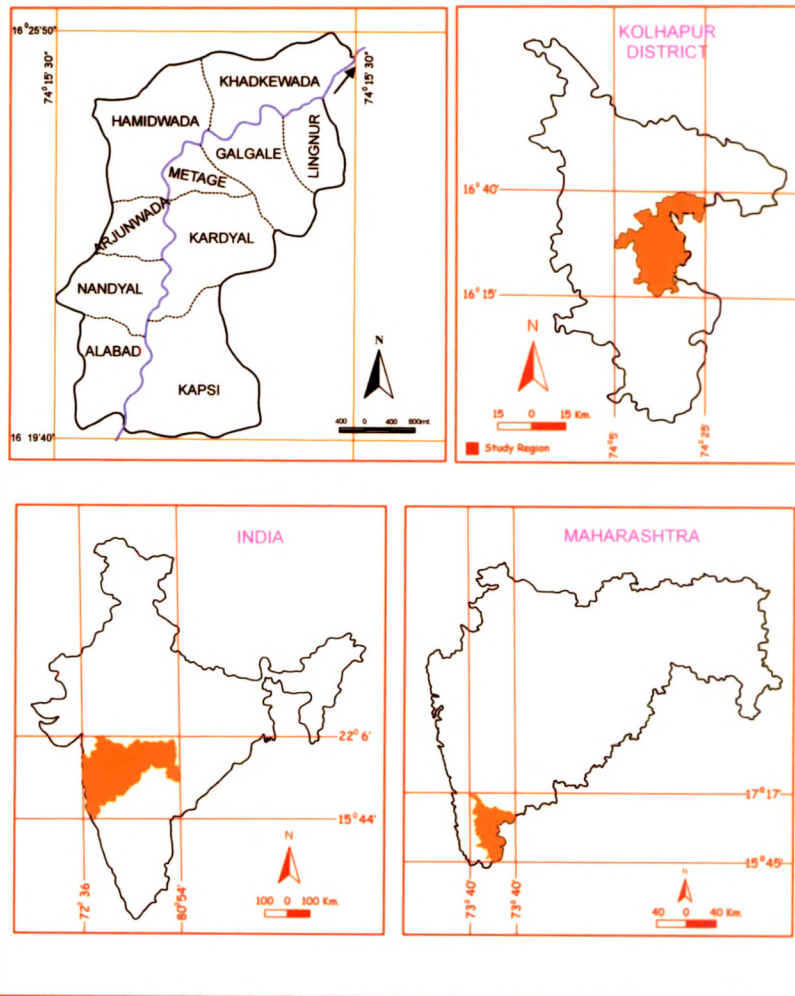 16 °25'50"
74° 15' 30"
74° 15' 30"
KHADKEWADA
HAMIDWADA
GALGALE
LINGNUR
METAGE
ARJUNWADA
KARDYAL
NANDYAL
ALABAD
KAPSI
N
400 0 400 800mt.
16 19'40"
KOLHAPUR
DISTRICT
16° 40'
16° 15'
N
15 0 15 Km.
Study Region
74° 5'
74° 25'
INDIA
22° 6'
15° 44'
N
100 0 100 Km.
72° 36
80° 54'
MAHARASHTRA
17° 17'
15° 45'
N
40 0 40 Km.
73° 40'
73° 40'